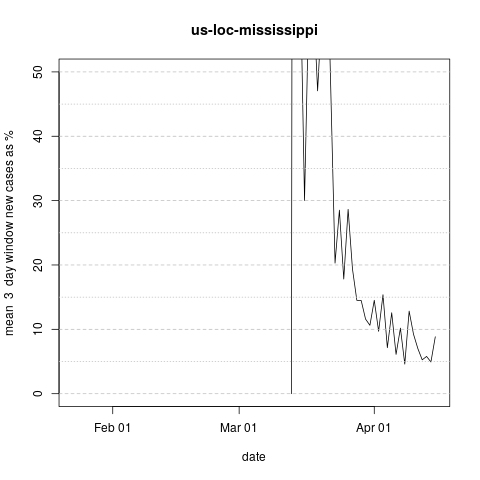 us-loc-mississippi
mean 3 day window new cases as %
50
40
30
20
10
0
Feb 01
Mar 01
Apr 01
date